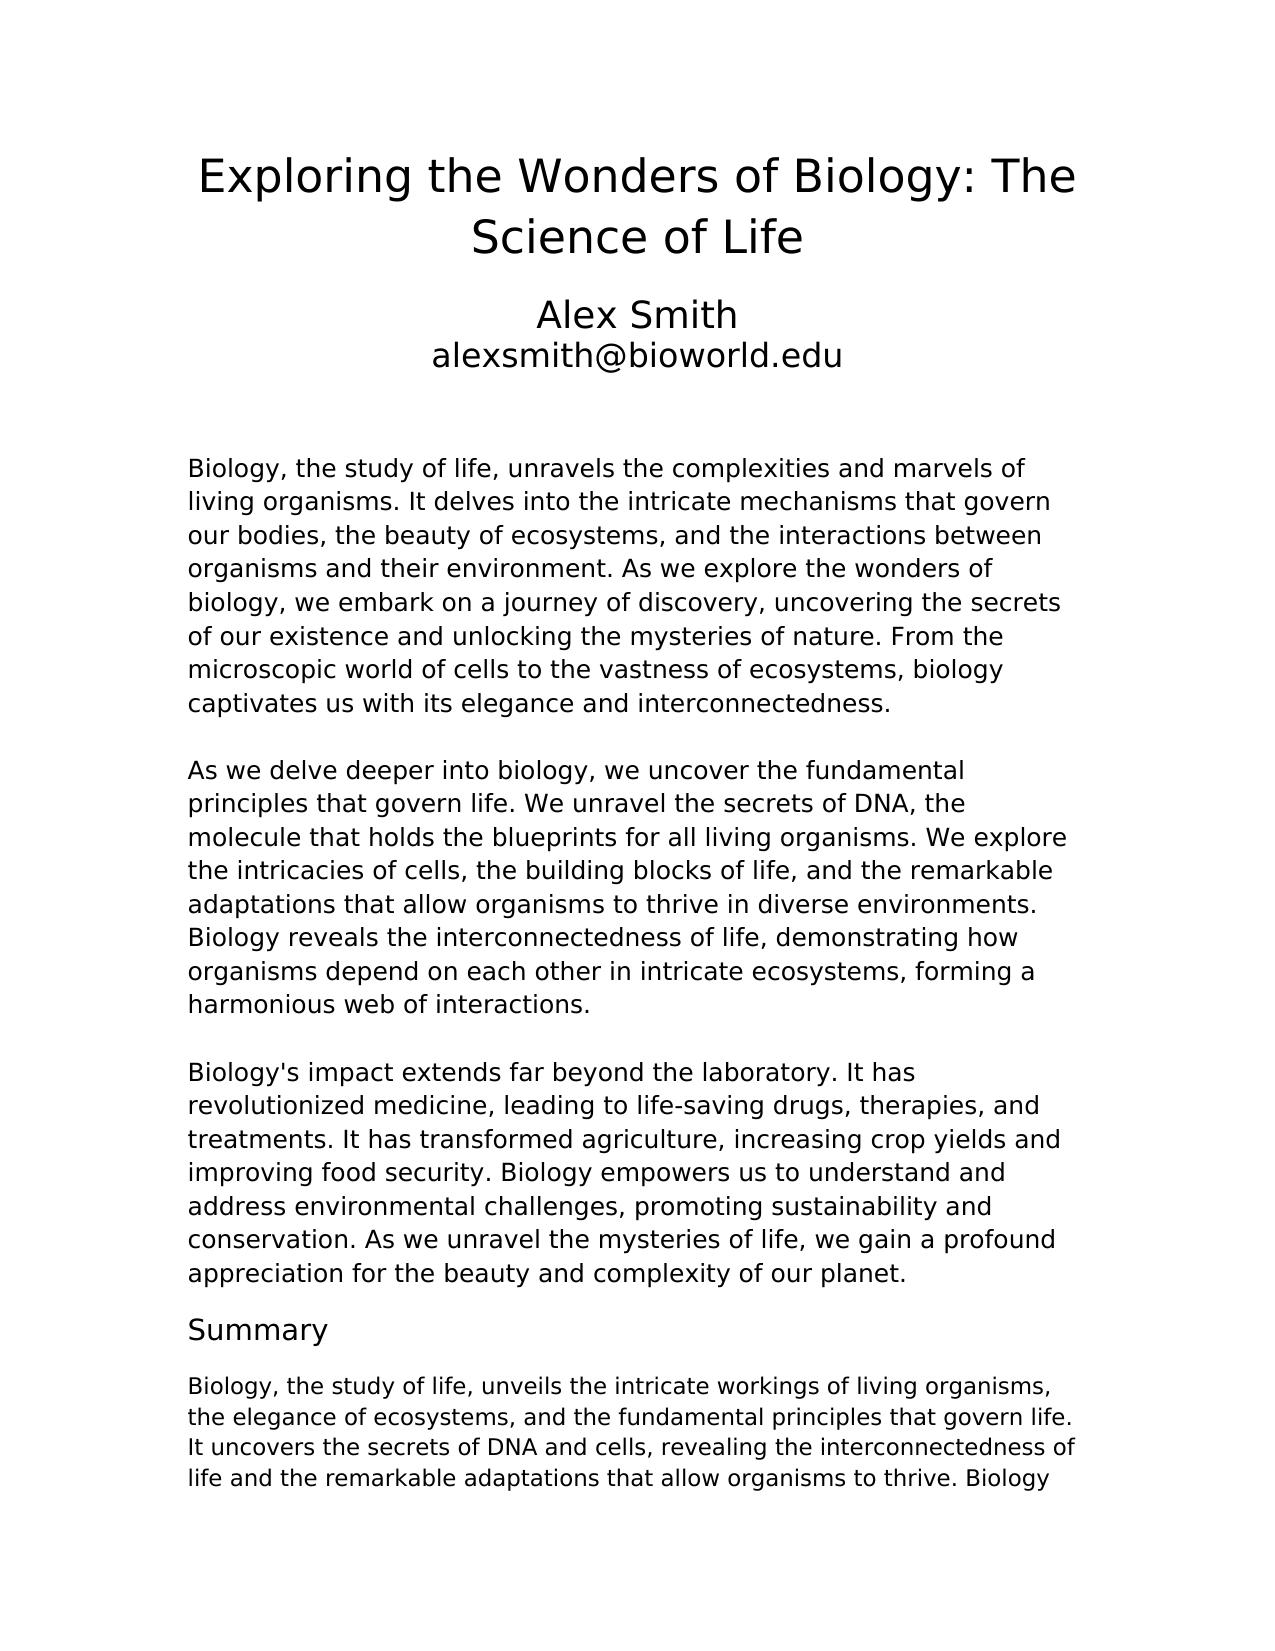 Exploring the Wonders of Biology: The
Science of Life
Alex Smith
alexsmith@bioworld.edu
Biology, the study of life, unravels the complexities and marvels of
living organisms. It delves into the intricate mechanisms that govern
our bodies, the beauty of ecosystems, and the interactions between
organisms and their environment. As we explore the wonders of
biology, we embark on a journey of discovery, uncovering the secrets
of our existence and unlocking the mysteries of nature. From the
microscopic world of cells to the vastness of ecosystems, biology
captivates us with its elegance and interconnectedness.
As we delve deeper into biology, we uncover the fundamental
principles that govern life. We unravel the secrets of DNA, the
molecule that holds the blueprints for all living organisms. We explore
the intricacies of cells, the building blocks of life, and the remarkable
adaptations that allow organisms to thrive in diverse environments.
Biology reveals the interconnectedness of life, demonstrating how
organisms depend on each other in intricate ecosystems, forming a
harmonious web of interactions.
Biology's impact extends far beyond the laboratory. It has
revolutionized medicine, leading to life-saving drugs, therapies, and
treatments. It has transformed agriculture, increasing crop yields and
improving food security. Biology empowers us to understand and
address environmental challenges, promoting sustainability and
conservation. As we unravel the mysteries of life, we gain a profound
appreciation for the beauty and complexity of our planet.
Summary
Biology, the study of life, unveils the intricate workings of living organisms,
the elegance of ecosystems, and the fundamental principles that govern life.
It uncovers the secrets of DNA and cells, revealing the interconnectedness of
life and the remarkable adaptations that allow organisms to thrive. Biology